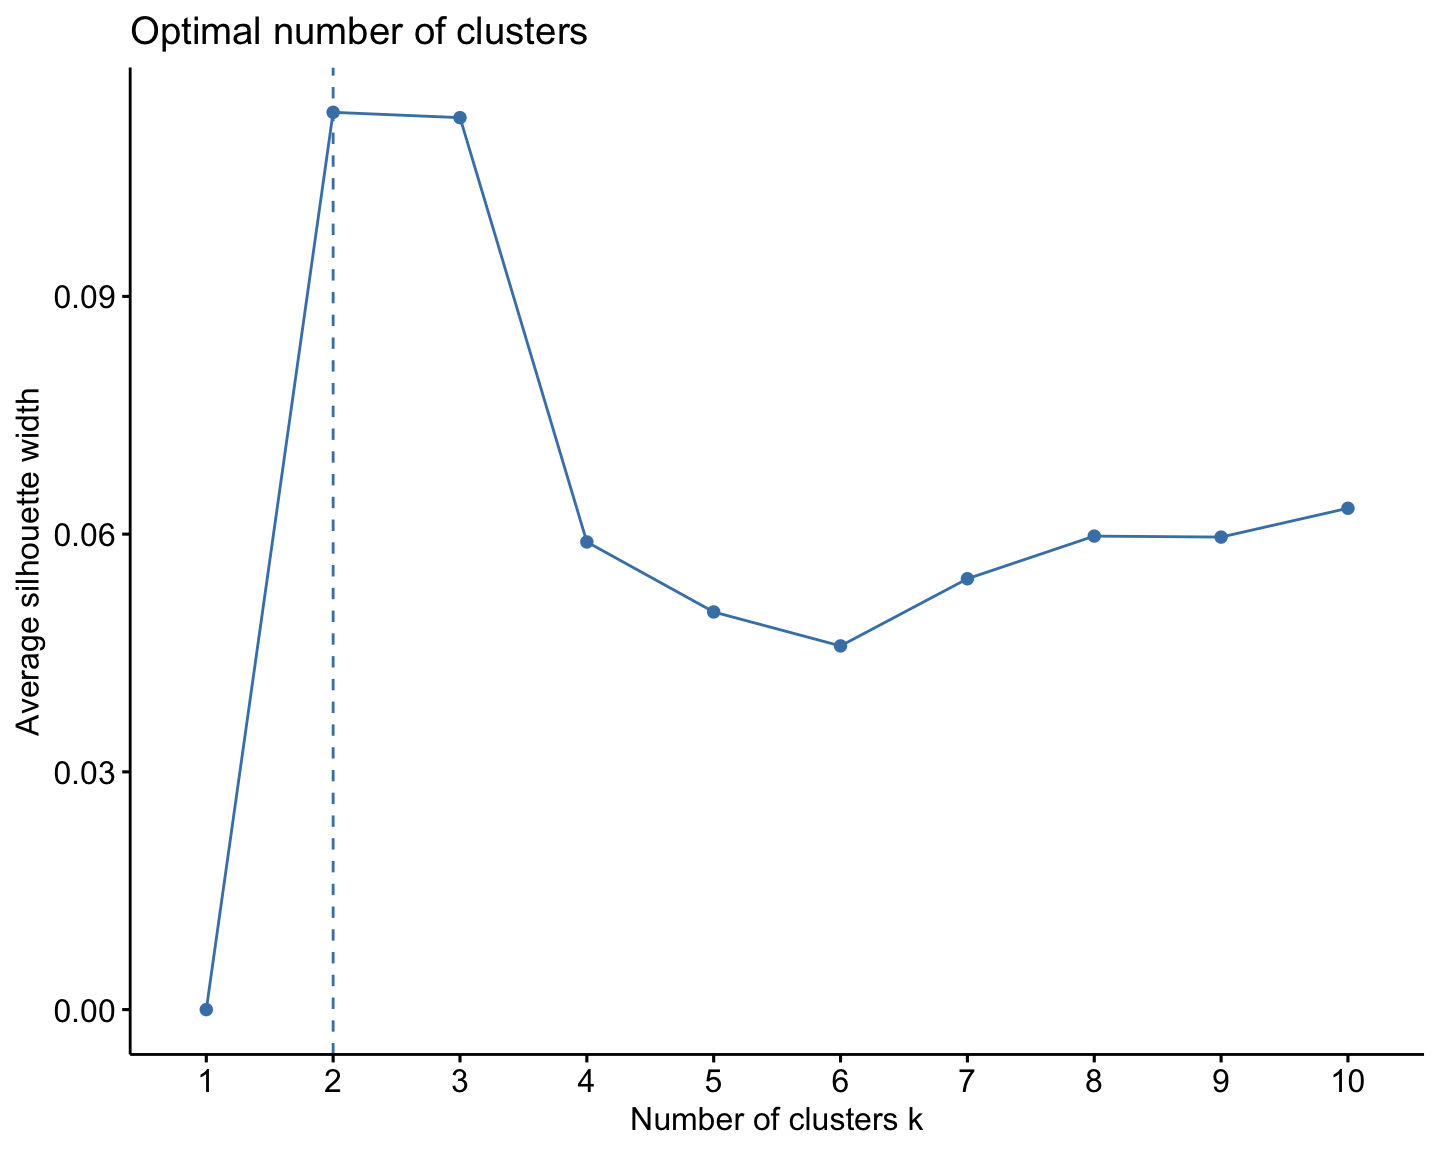 Optimal number of clusters
Average silhouette width
0.09
0.06
0.03
0.00
1 2 3 4 5 6 7 8 9 10
Number of clusters k